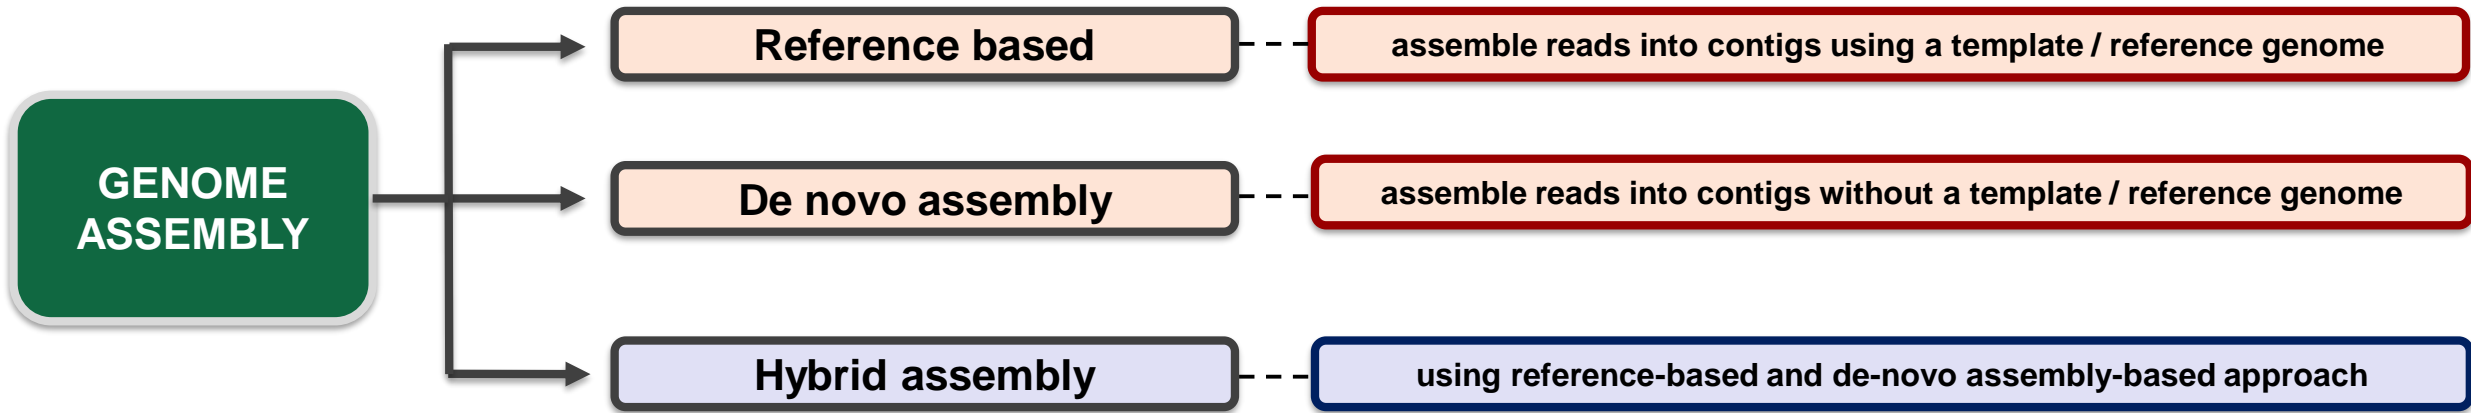 Reference based
assemble reads into contigs using a template / reference genome
GENOME
ASSEMBLY
De novo assembly
assemble reads into contigs without a template / reference genome
Hybrid assembly
using reference-based and de-novo assembly-based approach